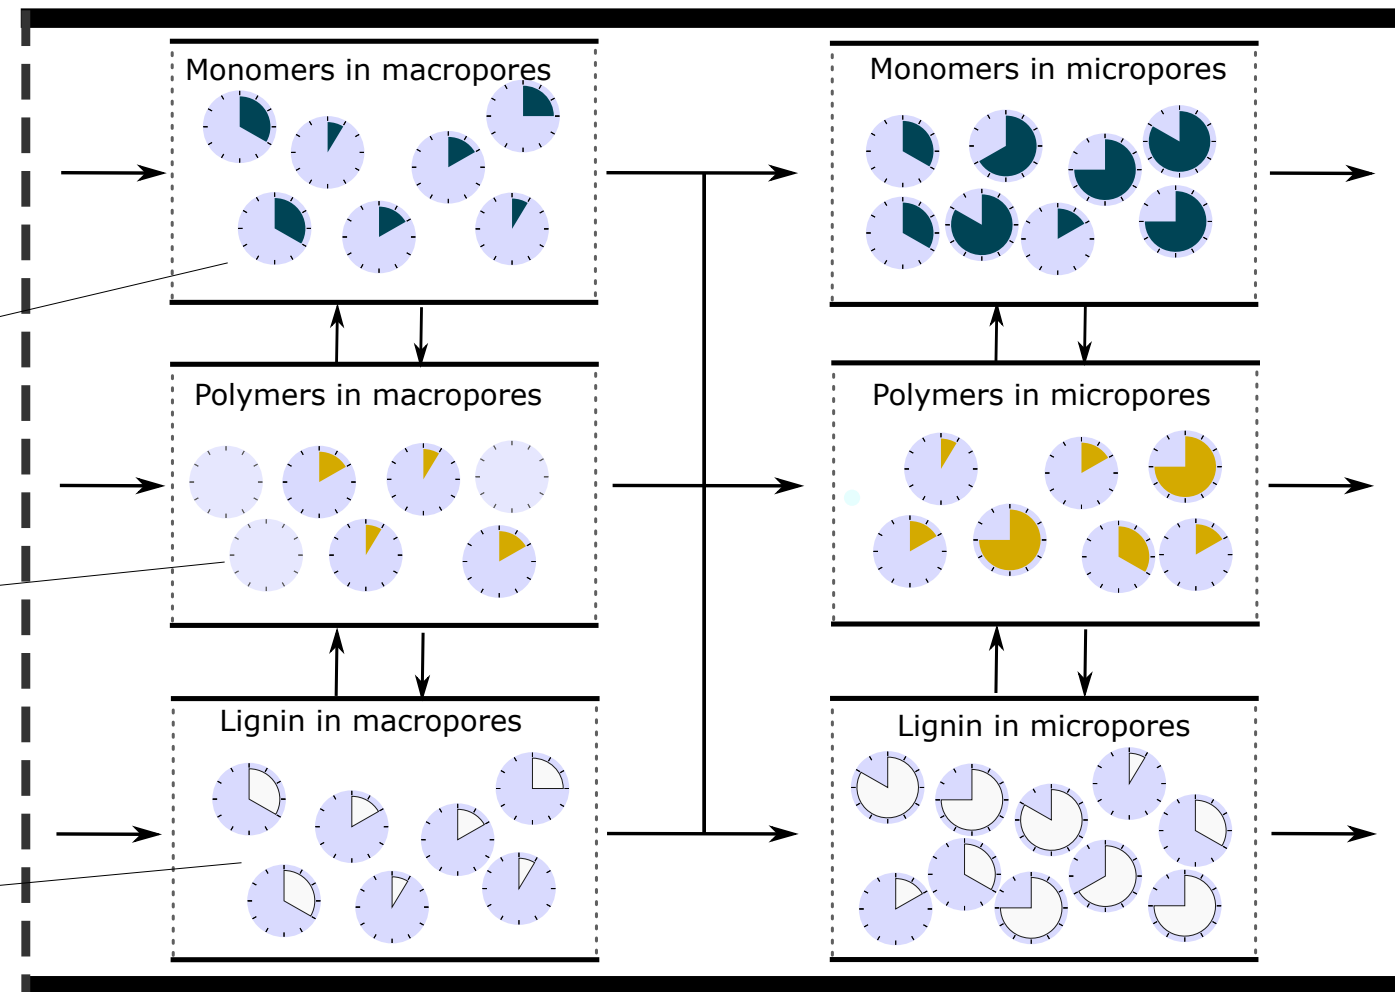 Monomers in macropores
Monomers in micropores
Polymers in macropores
Polymers in micropores
Lignin in macropores
Lignin in micropores